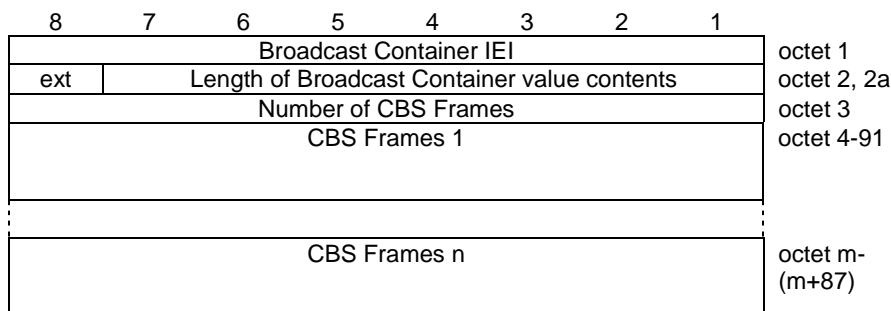 8 7 6 5 4 3 2 1
Broadcast Container IEI octet 1
ext Length of Broadcast Container value contents octet 2, 2a
Number of CBS Frames octet 3
CBS Frames 1 octet 4-91
CBS Frames n octet m-
(m+87)